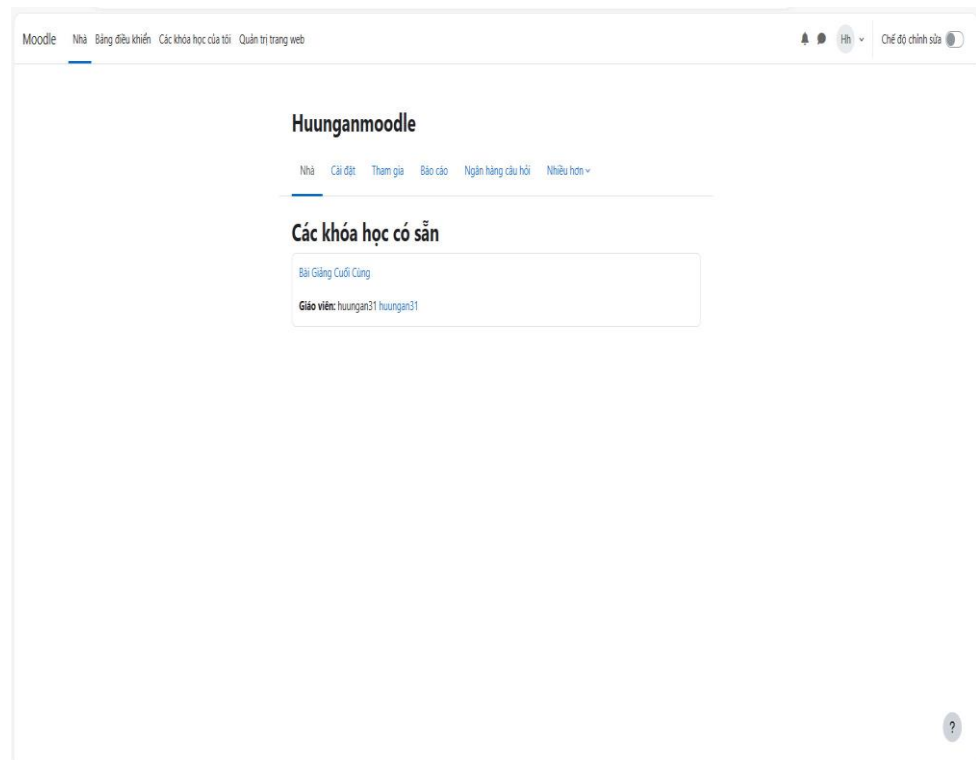 Moodle Nhà Bảng điều khiển Các khóa học của tôi Quản trị trang web Hh Chế độ chỉnh sửa
Huunganmoodle
Nhà Cài đặt Tham gia Báo cáo Ngân hàng câu hỏi Nhiều hơn
Các khóa học có sẵn
Bài Giảng Cuối Cùng
Giáo viên: huungan31 huungan31
?